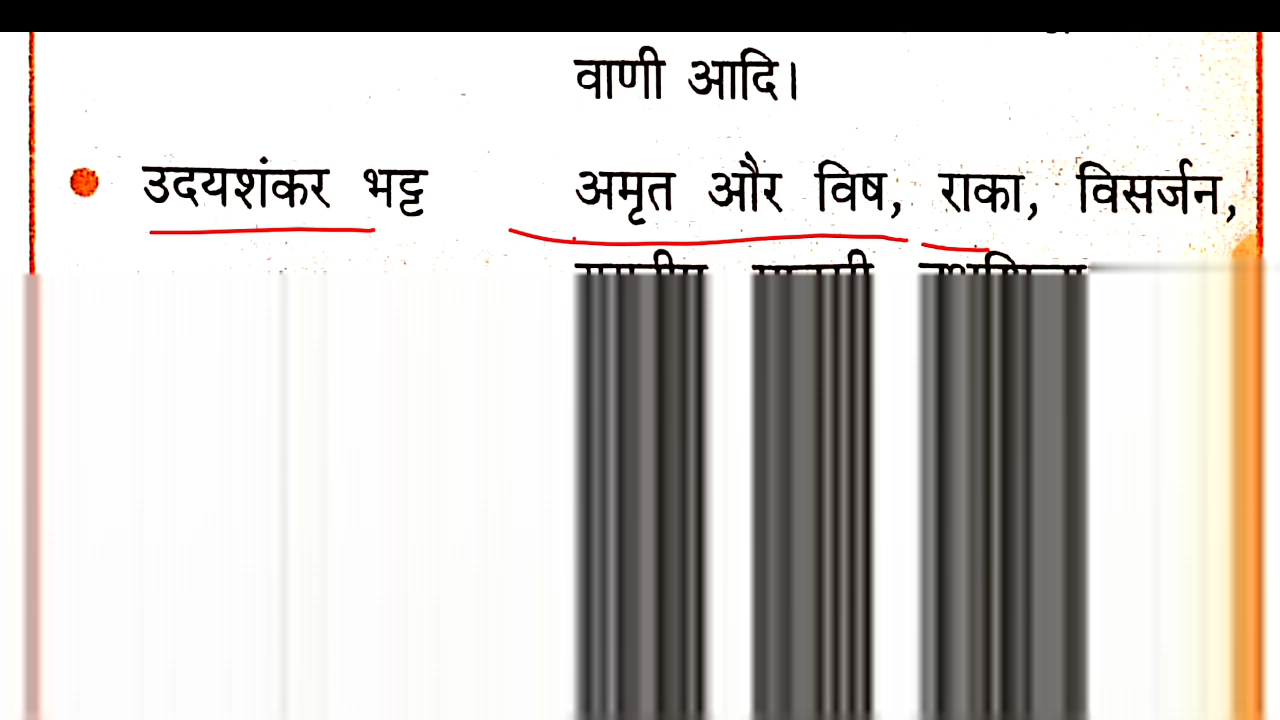 वाणी आदि।
उदयशंकर भट्ट अमृत और विष, राका, विसर्जन,